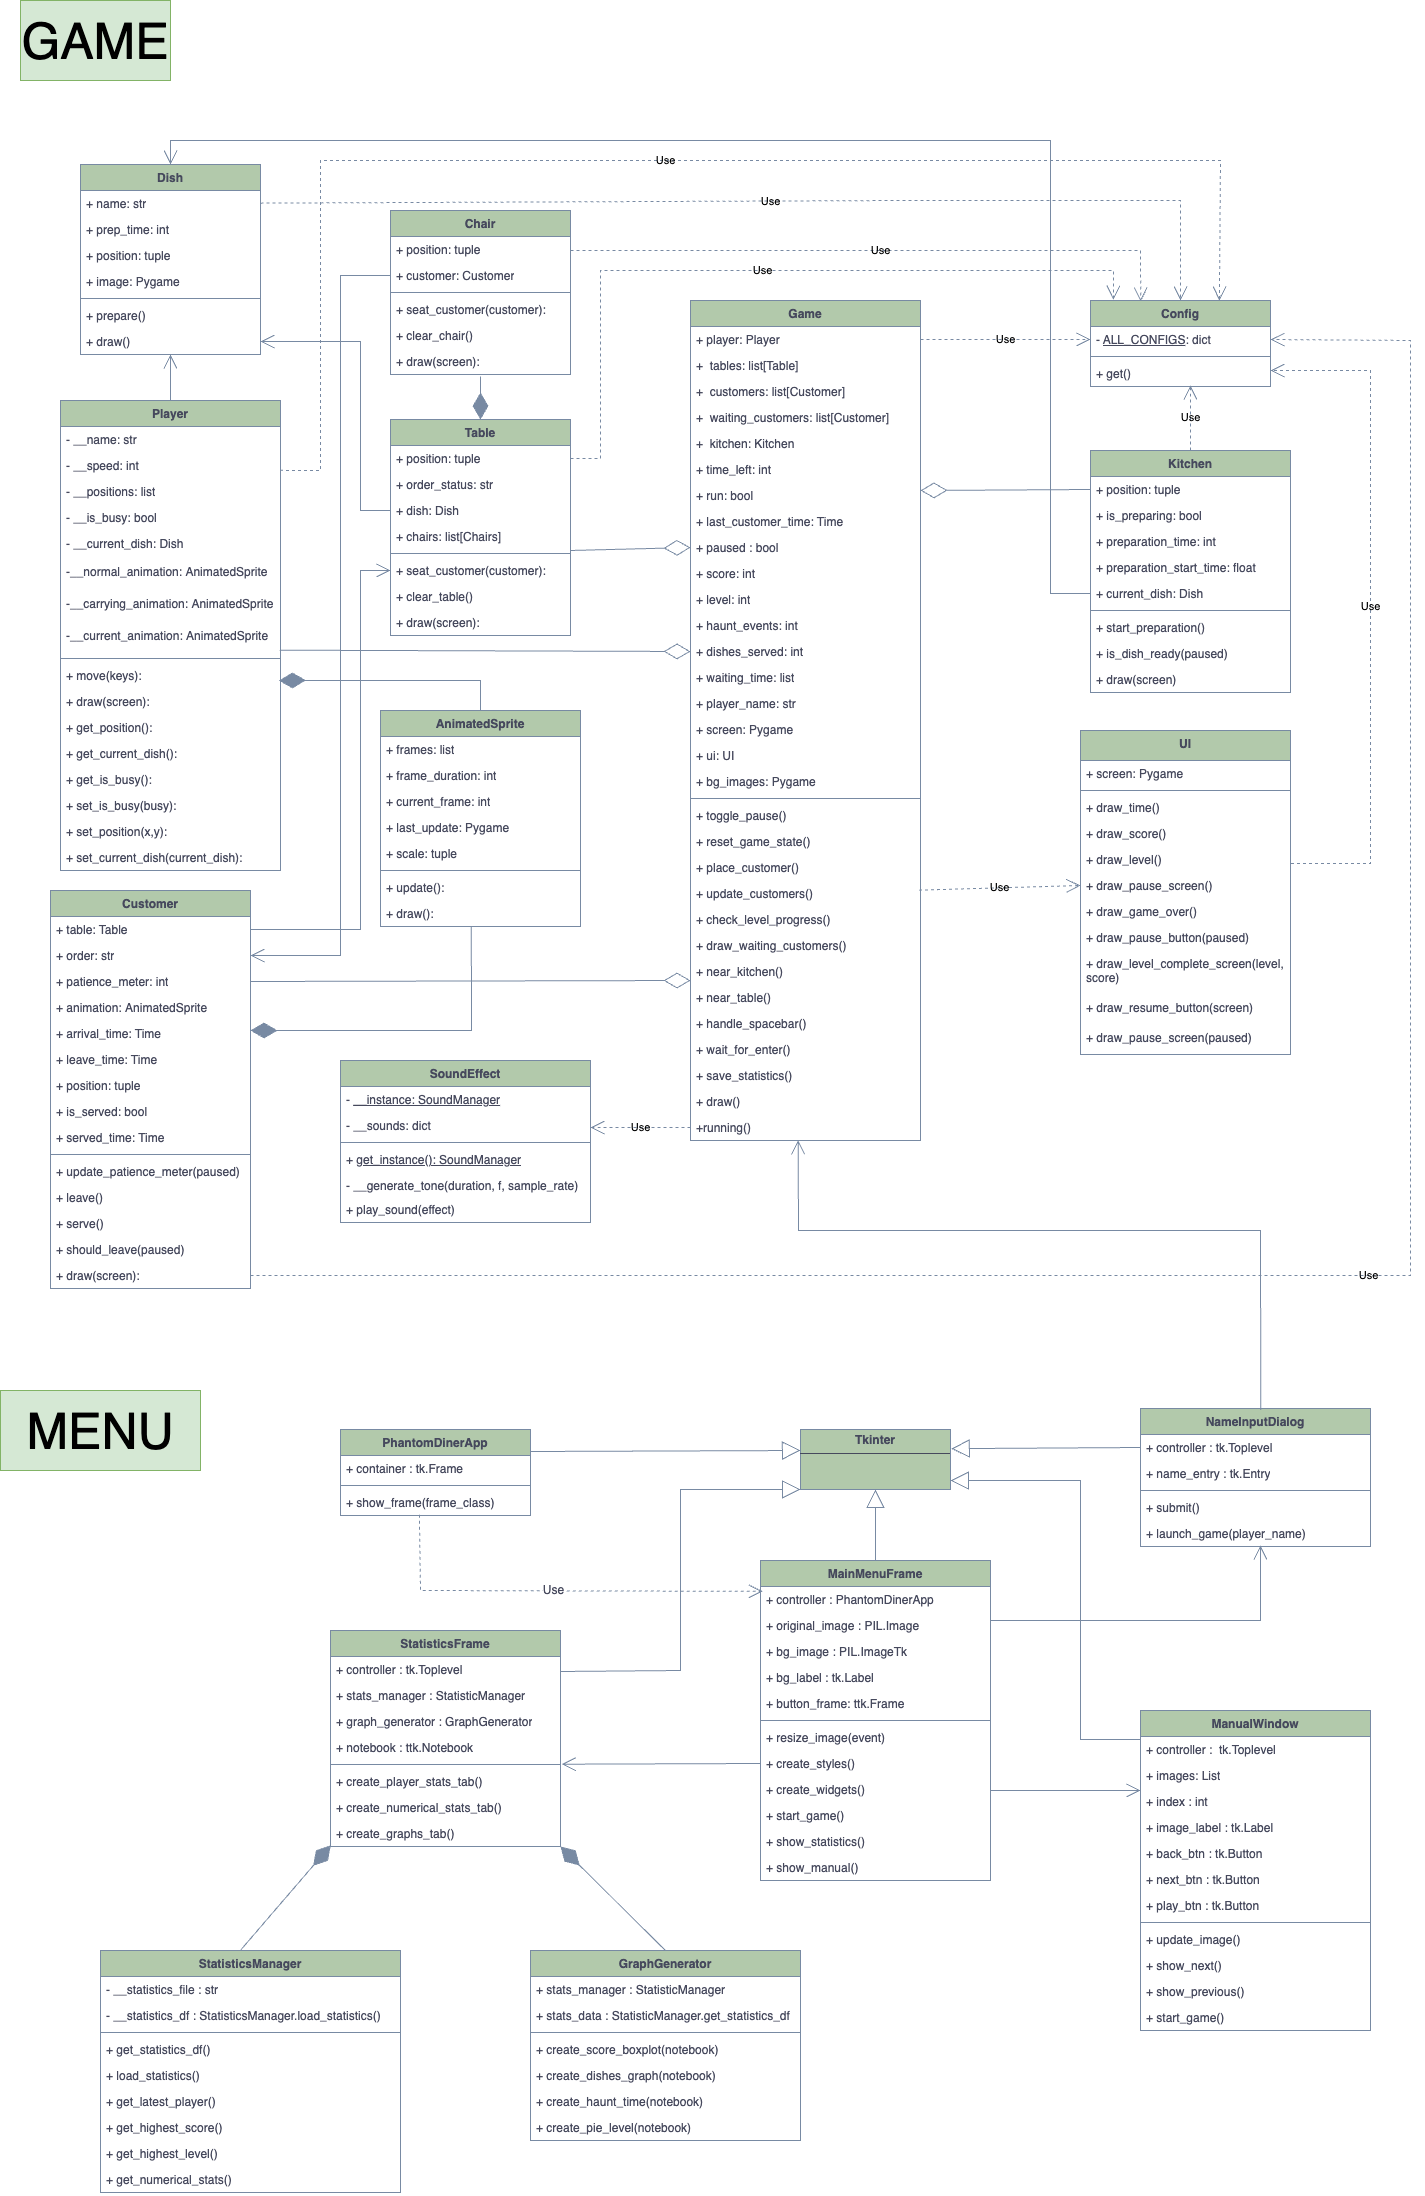 GAME
Use
Dish
+ name: str
+ prep_time: int
+ position: tuple
+ image: Pygame
+ prepare()
+ draw()
Use
Chair
+ position: tuple
+ customer: Customer
+ seat_customer(customer):
+ clear_chair()
+ draw(screen):
Use
Use
Game
+ player: Player
+  tables: list[Table]
+  customers: list[Customer]
+  waiting_customers: list[Customer]
+  kitchen: Kitchen
+ time_left: int
+ run: bool
+ last_customer_time: Time
+ paused : bool
+ score: int
+ level: int
+ haunt_events: int
+ dishes_served: int
+ waiting_time: list
+ player_name: str
+ screen: Pygame
+ ui: UI
+ bg_images: Pygame
+ toggle_pause()
+ reset_game_state()
+ place_customer()
+ update_customers()
+ check_level_progress()
+ draw_waiting_customers()
+ near_kitchen()
+ near_table()
+ handle_spacebar()
+ wait_for_enter()
+ save_statistics()
+ draw()
+running()
Use
Config
- ALL_CONFIGS: dict
+ get()
Use
Player
- __name: str
- __speed: int
- __positions: list
- __is_busy: bool
- __current_dish: Dish
-__normal_animation: AnimatedSprite
-__carrying_animation: AnimatedSprite
-__current_animation: AnimatedSprite
+ move(keys):
+ draw(screen):
+ get_position():
+ get_current_dish():
+ get_is_busy():
+ set_is_busy(busy):
+ set_position(x,y):
+ set_current_dish(current_dish):
Table
+ position: tuple
+ order_status: str
+ dish: Dish
+ chairs: list[Chairs]
+ seat_customer(customer):
+ clear_table()
+ draw(screen):
Kitchen
+ position: tuple
+ is_preparing: bool
+ preparation_time: int
+ preparation_start_time: float
+ current_dish: Dish
+ start_preparation()
+ is_dish_ready(paused)
+ draw(screen)
Use
AnimatedSprite
+ frames: list
+ frame_duration: int
+ current_frame: int
+ last_update: Pygame
+ scale: tuple
+ update():
+ draw():
UI
+ screen: Pygame
+ draw_time()
+ draw_score()
+ draw_level()
+ draw_pause_screen()
+ draw_game_over()
+ draw_pause_button(paused)
+ draw_level_complete_screen(level,
score)
+ draw_resume_button(screen)
+ draw_pause_screen(paused)
Use
Customer
+ table: Table
+ order: str
+ patience_meter: int
+ animation: AnimatedSprite
+ arrival_time: Time
+ leave_time: Time
+ position: tuple
+ is_served: bool
+ served_time: Time
+ update_patience_meter(paused)
+ leave()
+ serve()
+ should_leave(paused)
+ draw(screen):
SoundEffect
- __instance: SoundManager
- __sounds: dict
+ get_instance(): SoundManager
- __generate_tone(duration, f, sample_rate)
+ play_sound(effect)
Use
Use
MENU
PhantomDinerApp
+ container : tk.Frame
+ show_frame(frame_class)
Tkinter
NameInputDialog
+ controller : tk.Toplevel
+ name_entry : tk.Entry
+ submit()
+ launch_game(player_name)
Use
MainMenuFrame
+ controller : PhantomDinerApp
+ original_image : PIL.Image
+ bg_image : PIL.ImageTk
+ bg_label : tk.Label
+ button_frame: ttk.Frame
+ resize_image(event)
+ create_styles()
+ create_widgets()
+ start_game()
+ show_statistics()
+ show_manual()
StatisticsFrame
+ controller : tk.Toplevel
+ stats_manager : StatisticManager
+ graph_generator : GraphGenerator
+ notebook : ttk.Notebook
+ create_player_stats_tab()
+ create_numerical_stats_tab()
+ create_graphs_tab()
ManualWindow
+ controller :  tk.Toplevel
+ images: List
+ index : int
+ image_label : tk.Label
+ back_btn : tk.Button
+ next_btn : tk.Button
+ play_btn : tk.Button
+ update_image()
+ show_next()
+ show_previous()
+ start_game()
StatisticsManager
- __statistics_file : str
- __statistics_df : StatisticsManager.load_statistics()
+ get_statistics_df()
+ load_statistics()
+ get_latest_player()
+ get_highest_score()
+ get_highest_level()
+ get_numerical_stats()
GraphGenerator
+ stats_manager : StatisticManager
+ stats_data : StatisticManager.get_statistics_df
+ create_score_boxplot(notebook)
+ create_dishes_graph(notebook)
+ create_haunt_time(notebook)
+ create_pie_level(notebook)